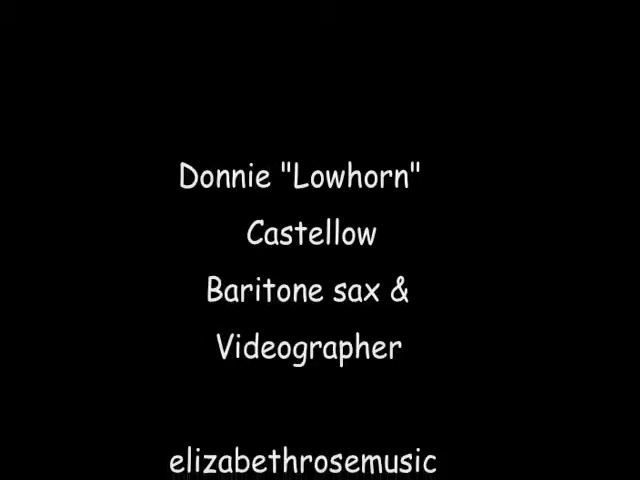 Donnie "Lowhorn"
Castellow
Baritone sax &
Videographer
elizabethrosemusic